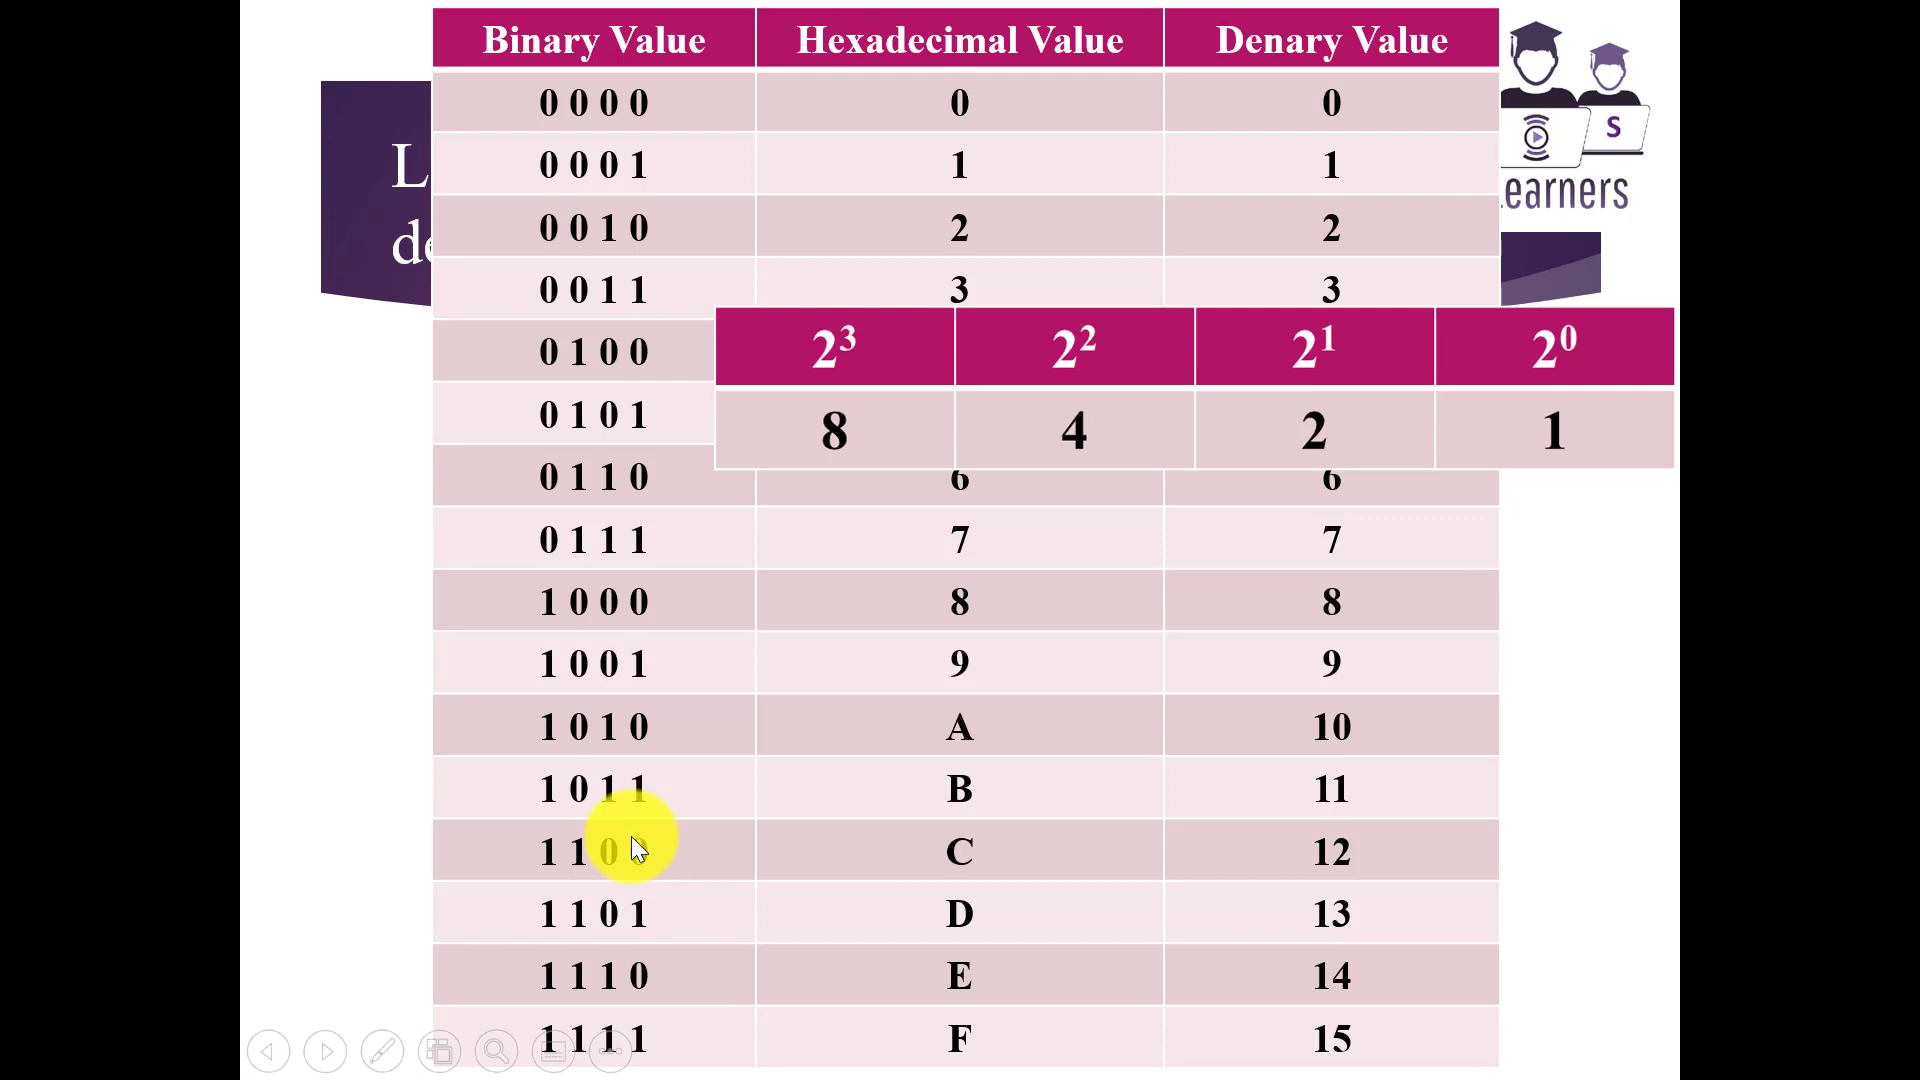 Binary Value Hexadecimal Value Denary Value
0 0 0 0 0 0
0 0 0 1 1 1
0 0 1 0 2 2
0 0 1 1 3 3
0 1 0 0
0 1 0 1
2³ 2² 2¹ 2⁰
8 4 2 1
0 1 1 0 6 6
0 1 1 1 7 7
1 0 0 0 8 8
1 0 0 1 9 9
1 0 1 0 A 10
1 0 1 1 B 11
1 1 0 0 C 12
1 1 0 1 D 13
1 1 1 0 E 14
1 1 1 1 F 15
L
de
S
earners